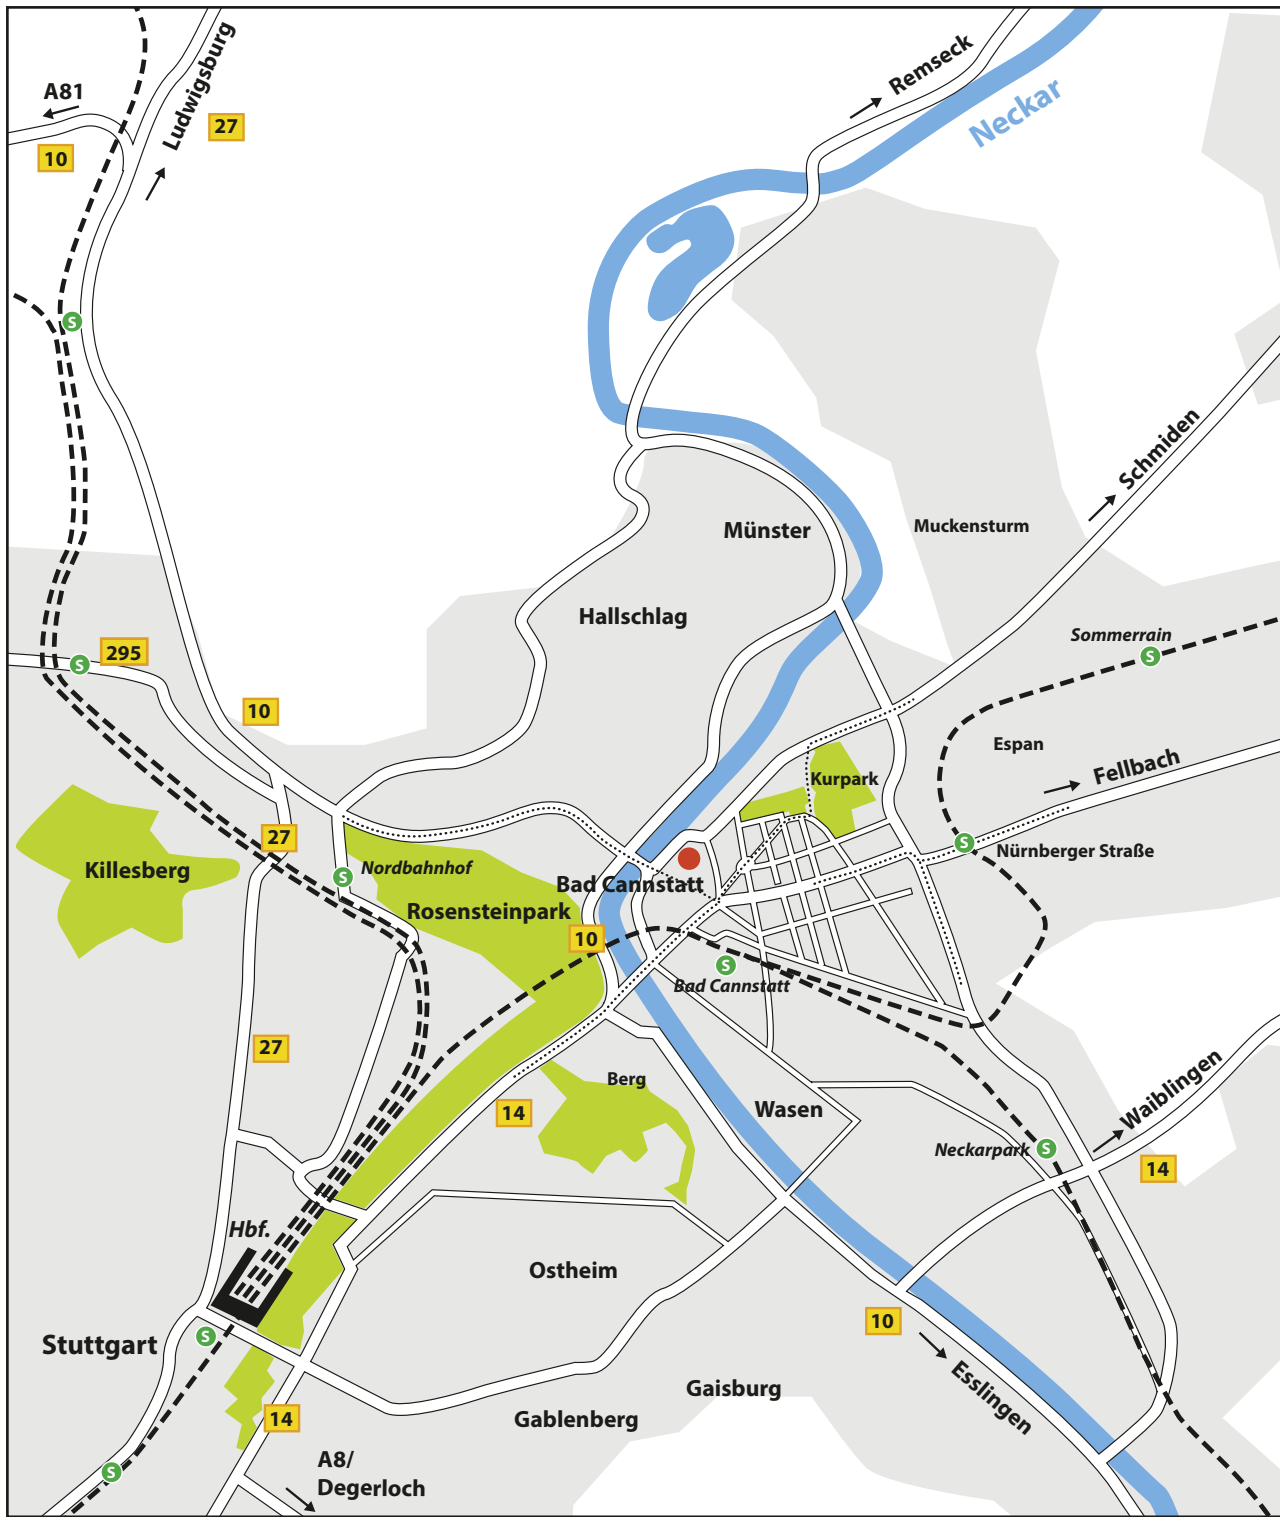 Remseck
Ludwigsburg
A81
Neckar
27
10
Schmiden
Muckensturm
Münster
Hallschlag
Sommerrain
S
295
S
S
10
Espan
Fellbach
Kurpark
27
S
Nürnberger Straße
Killesberg
Nordbahnhof
S
Bad Cannstatt
Rosensteinpark
10
S
Bad Cannstatt
27
Berg
Waiblingen
14
Wasen
Neckarpark
S
14
Hbf.
Ostheim
10
Stuttgart
S
Esslingen
Gaisburg
14
Gablenberg
A8/
Degerloch
S